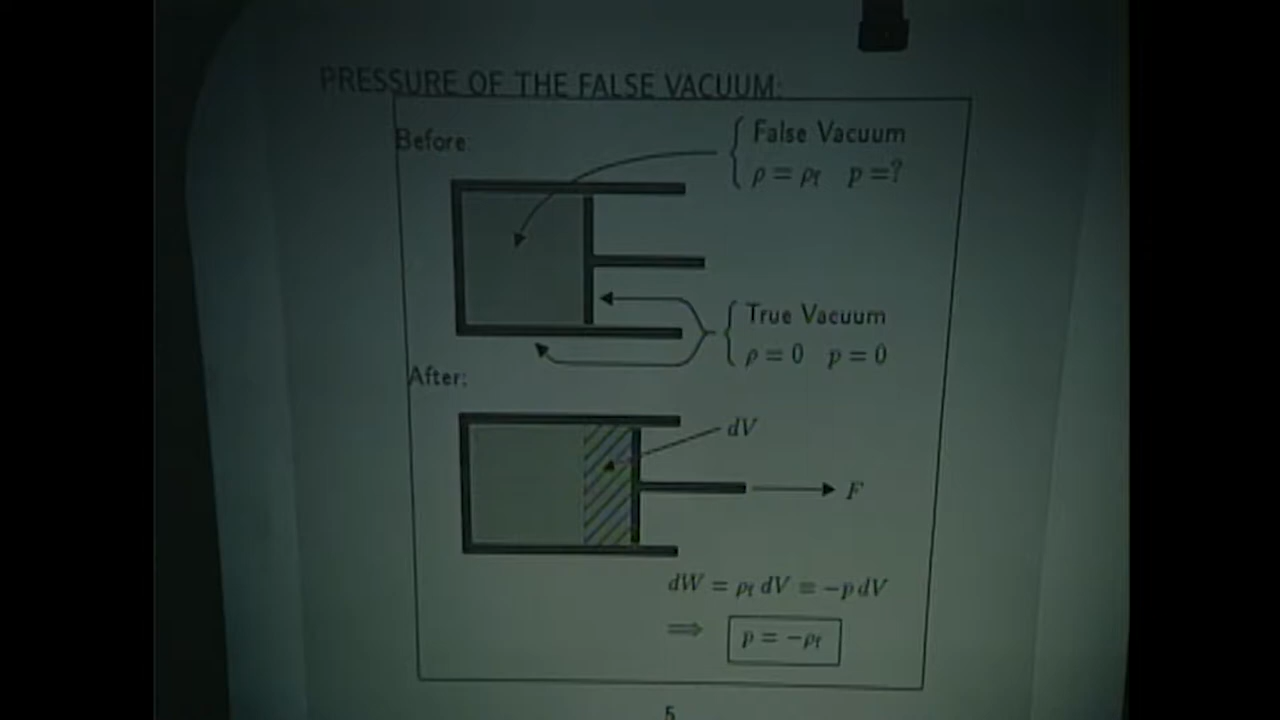 PRESSURE OF THE FALSE VACUUM:
Before:
False Vacuum
ρ = ρf p =?
True Vacuum
ρ = 0 p = 0
After:
dV
F
dW = ρf dV = −p dV
⟹ p = −ρf
5